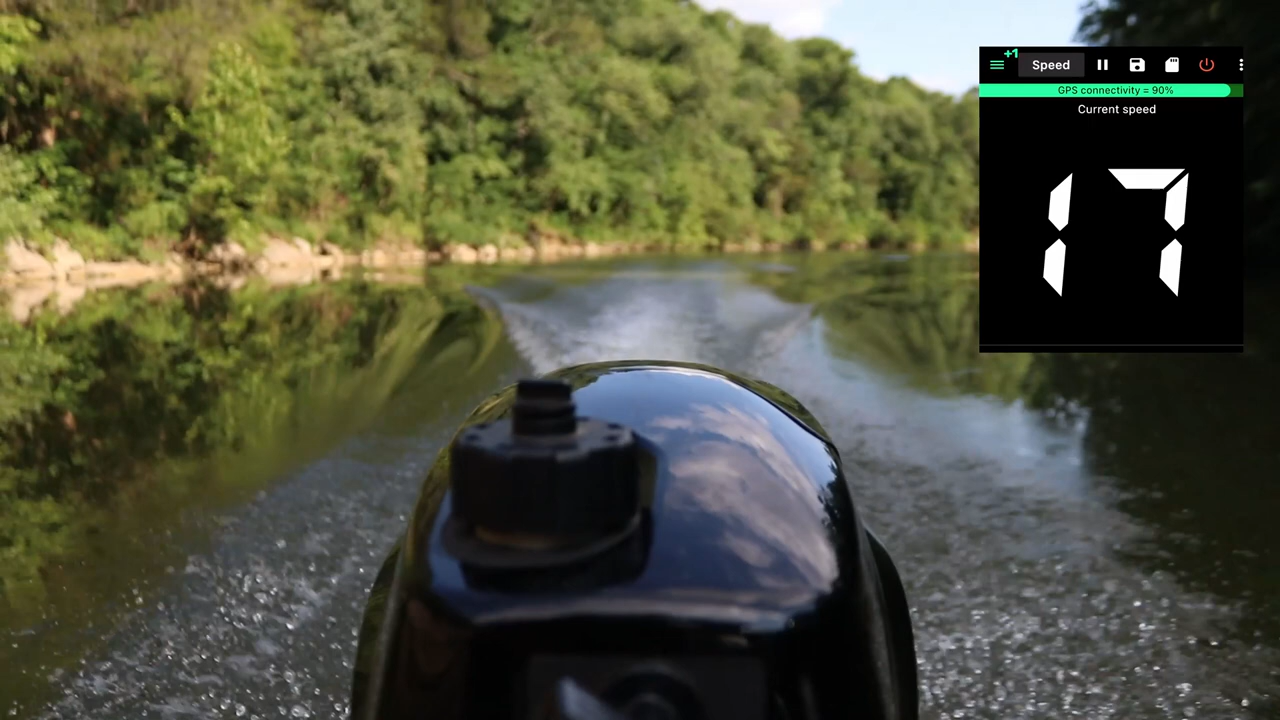 +1
Speed
GPS connectivity = 90%
Current speed
17